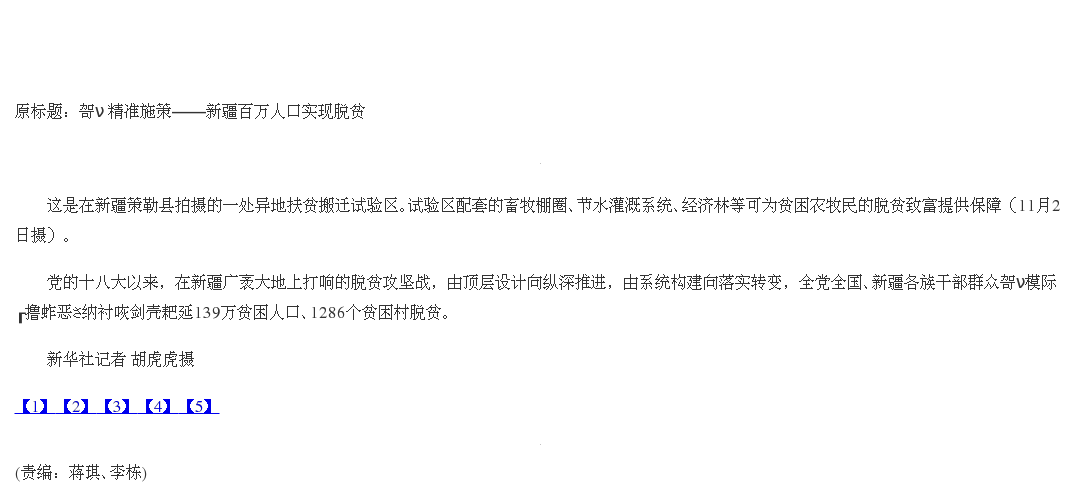 原标题：哿ν 精准施策——新疆百万人口实现脱贫
这是在新疆策勒县拍摄的一处异地扶贫搬迁试验区。试验区配套的畜牧棚圈、节水灌溉系统、经济林等可为贫困农牧民的脱贫致富提供保障（11月2
日摄）。
党的十八大以来，在新疆广袤大地上打响的脱贫攻坚战，由顶层设计向纵深推进，由系统构建向落实转变，全党全国、新疆各族干部群众哿ν模际
┏撸蚱恶ざ纳衬咴剑壳耙延139万贫困人口、1286个贫困村脱贫。
新华社记者 胡虎虎摄
【1】 【2】 【3】 【4】 【5】
(责编：蒋琪、李栋)